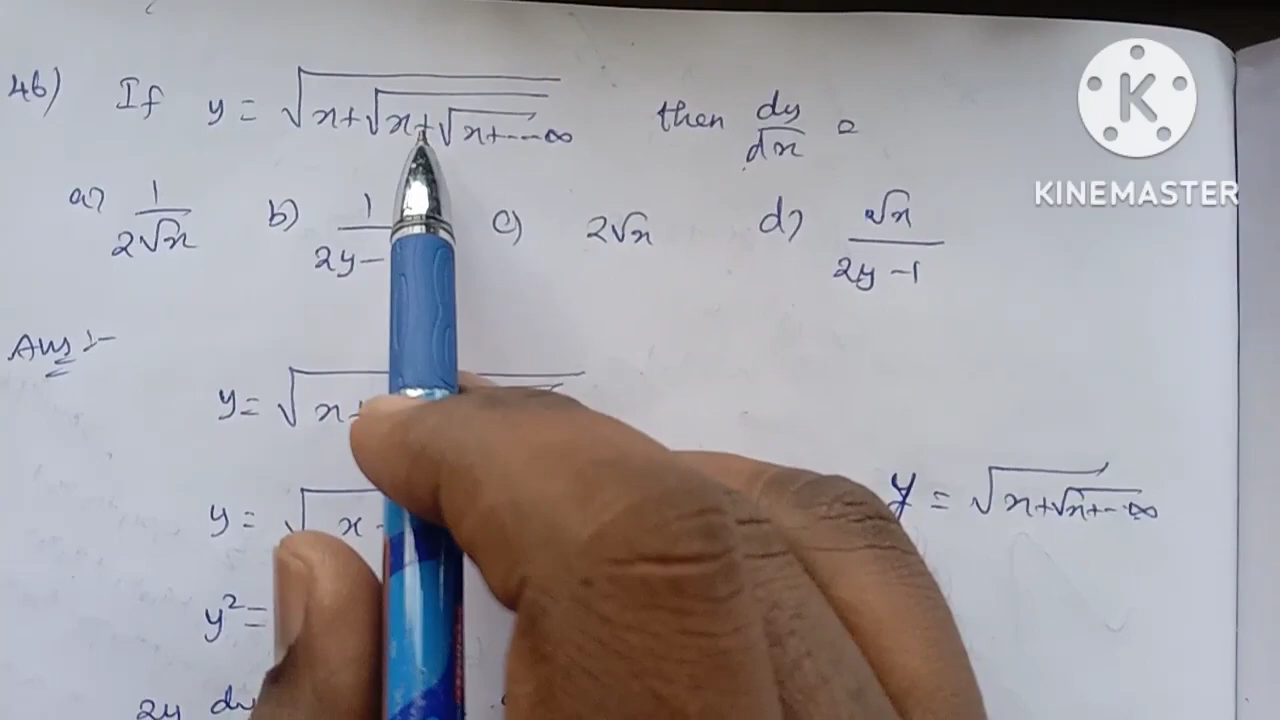 46) If y = √x+√x+√x+---∞ then dy/dx =
a) 1/2√x b) 1/2y- c) 2√x d) √x/2y-1
Ans :-
y = √x+
y = √x
y = √x+√x+--∞
y² =
2y dy
K
KINEMASTER